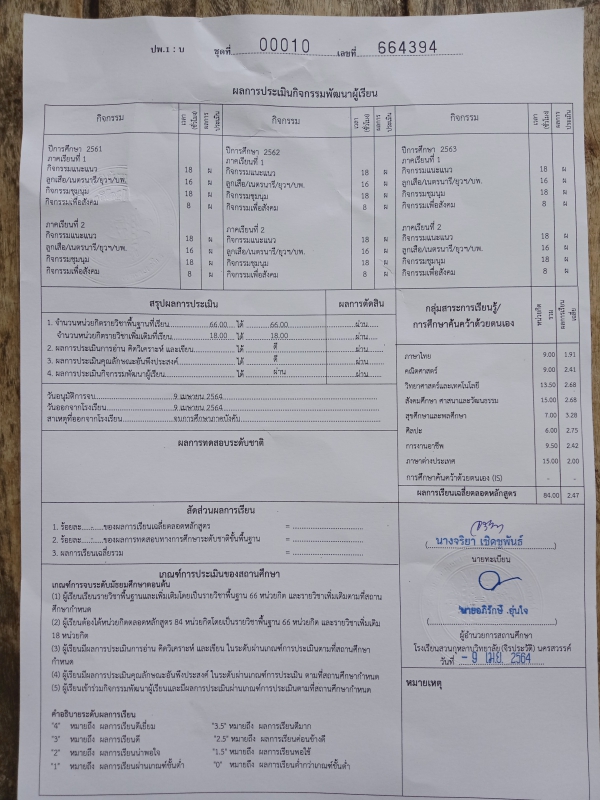 ปพ.1 : บ ชุดที่ 00010 เลขที่ 664394
ผลการประเมินกิจกรรมพัฒนาผู้เรียน
กิจกรรม เวลา (ชั่วโมง) ผลการประเมิน กิจกรรม เวลา (ชั่วโมง) ผลการประเมิน กิจกรรม เวลา (ชั่วโมง) ผลการประเมิน
ปีการศึกษา 2561
ภาคเรียนที่ 1
กิจกรรมแนะแนว 18 ผ
ลูกเสือ/เนตรนารี/ยุวฯ/บพ. 16 ผ
กิจกรรมชุมนุม 18 ผ
กิจกรรมเพื่อสังคม 8 ผ
ภาคเรียนที่ 2
กิจกรรมแนะแนว 18 ผ
ลูกเสือ/เนตรนารี/ยุวฯ/บพ. 16 ผ
กิจกรรมชุมนุม 18 ผ
กิจกรรมเพื่อสังคม 8 ผ
ปีการศึกษา 2562
ภาคเรียนที่ 1
กิจกรรมแนะแนว 18 ผ
ลูกเสือ/เนตรนารี/ยุวฯ/บพ. 16 ผ
กิจกรรมชุมนุม 18 ผ
กิจกรรมเพื่อสังคม 8 ผ
ภาคเรียนที่ 2
กิจกรรมแนะแนว 18 ผ
ลูกเสือ/เนตรนารี/ยุวฯ/บพ. 16 ผ
กิจกรรมชุมนุม 18 ผ
กิจกรรมเพื่อสังคม 8 ผ
ปีการศึกษา 2563
ภาคเรียนที่ 1
กิจกรรมแนะแนว 18 ผ
ลูกเสือ/เนตรนารี/ยุวฯ/บพ. 16 ผ
กิจกรรมชุมนุม 18 ผ
กิจกรรมเพื่อสังคม 8 ผ
ภาคเรียนที่ 2
กิจกรรมแนะแนว 18 ผ
ลูกเสือ/เนตรนารี/ยุวฯ/บพ. 16 ผ
กิจกรรมชุมนุม 18 ผ
กิจกรรมเพื่อสังคม 8 ผ
สรุปผลการประเมิน ผลการตัดสิน
1. จำนวนหน่วยกิตรายวิชาพื้นฐานที่เรียน 66.00 ได้ 66.00 ผ่าน
จำนวนหน่วยกิตรายวิชาเพิ่มเติมที่เรียน 18.00 ได้ 18.00 ผ่าน
2. ผลการประเมินการอ่าน คิดวิเคราะห์ และเขียน ได้ ดี ผ่าน
3. ผลการประเมินคุณลักษณะอันพึงประสงค์ ได้ ดี ผ่าน
4. ผลการประเมินกิจกรรมพัฒนาผู้เรียน ได้ ผ่าน ผ่าน
วันอนุมัติการจบ 9 เมษายน 2564
วันออกจากโรงเรียน 9 เมษายน 2564
สาเหตุที่ออกจากโรงเรียน จบการศึกษาภาคบังคับ
ผลการทดสอบระดับชาติ
สัดส่วนผลการเรียน
1. ร้อยละ.........ของผลการเรียนเฉลี่ยตลอดหลักสูตร =
2. ร้อยละ.........ของผลการทดสอบทางการศึกษาระดับชาติขั้นพื้นฐาน =
3. ผลการเรียนเฉลี่ยรวม =
เกณฑ์การประเมินของสถานศึกษา
เกณฑ์การจบระดับมัธยมศึกษาตอนต้น
(1) ผู้เรียนเรียนรายวิชาพื้นฐานและเพิ่มเติมโดยเป็นรายวิชาพื้นฐาน 66 หน่วยกิต และรายวิชาเพิ่มเติมตามที่สถาน
ศึกษากำหนด
(2) ผู้เรียนต้องได้หน่วยกิตตลอดหลักสูตร 84 หน่วยกิตโดยเป็นรายวิชาพื้นฐาน 66 หน่วยกิต และรายวิชาเพิ่มเติม
18 หน่วยกิต
(3) ผู้เรียนมีผลการประเมินการอ่าน คิดวิเคราะห์ และเขียน ในระดับผ่านเกณฑ์การประเมินตามที่สถานศึกษา
กำหนด
(4) ผู้เรียนมีผลการประเมินคุณลักษณะอันพึงประสงค์ ในระดับผ่านเกณฑ์การประเมิน ตามที่สถานศึกษากำหนด
(5) ผู้เรียนเข้าร่วมกิจกรรมพัฒนาผู้เรียนและมีผลการประเมินผ่านเกณฑ์การประเมินตามที่สถานศึกษากำหนด
คำอธิบายระดับผลการเรียน
"4" หมายถึง ผลการเรียนดีเยี่ยม "3.5" หมายถึง ผลการเรียนดีมาก
"3" หมายถึง ผลการเรียนดี "2.5" หมายถึง ผลการเรียนค่อนข้างดี
"2" หมายถึง ผลการเรียนน่าพอใจ "1.5" หมายถึง ผลการเรียนพอใช้
"1" หมายถึง ผลการเรียนผ่านเกณฑ์ขั้นต่ำ "0" หมายถึง ผลการเรียนต่ำกว่าเกณฑ์ขั้นต่ำ
กลุ่มสาระการเรียนรู้/ หน่วยกิตรวม ผลการเรียนเฉลี่ย
การศึกษาค้นคว้าด้วยตนเอง
ภาษาไทย 9.00 1.91
คณิตศาสตร์ 9.00 2.41
วิทยาศาสตร์และเทคโนโลยี 13.50 2.68
สังคมศึกษา ศาสนาและวัฒนธรรม 15.00 2.68
สุขศึกษาและพลศึกษา 7.00 3.28
ศิลปะ 6.00 2.75
การงานอาชีพ 9.50 2.42
ภาษาต่างประเทศ 15.00 2.00
การศึกษาค้นคว้าด้วยตนเอง (IS) - -
ผลการเรียนเฉลี่ยตลอดหลักสูตร 84.00 2.47
(นางจริยา เชิดชูพันธ์)
นายทะเบียน
ผู้อำนวยการสถานศึกษา
โรงเรียนสวนกุหลาบวิทยาลัย (จิรประวัติ) นครสวรรค์
วันที่ - 9 เม.ย. 2564
หมายเหตุ